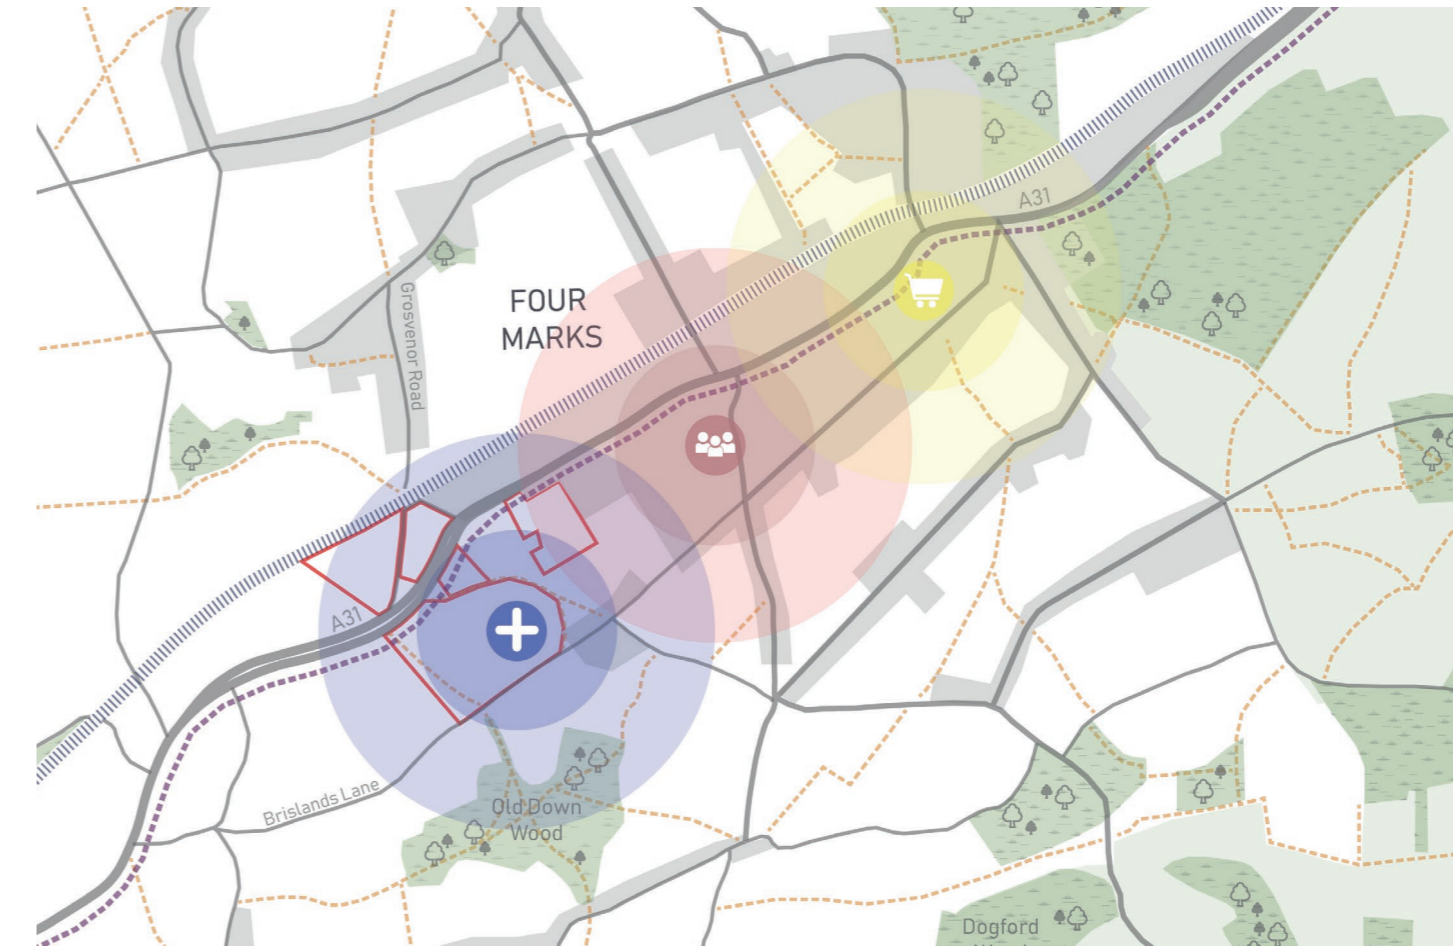 A31
Grosvenor Road
FOUR
MARKS
A31
Brislands Lane
Old Down
Wood
Dogford